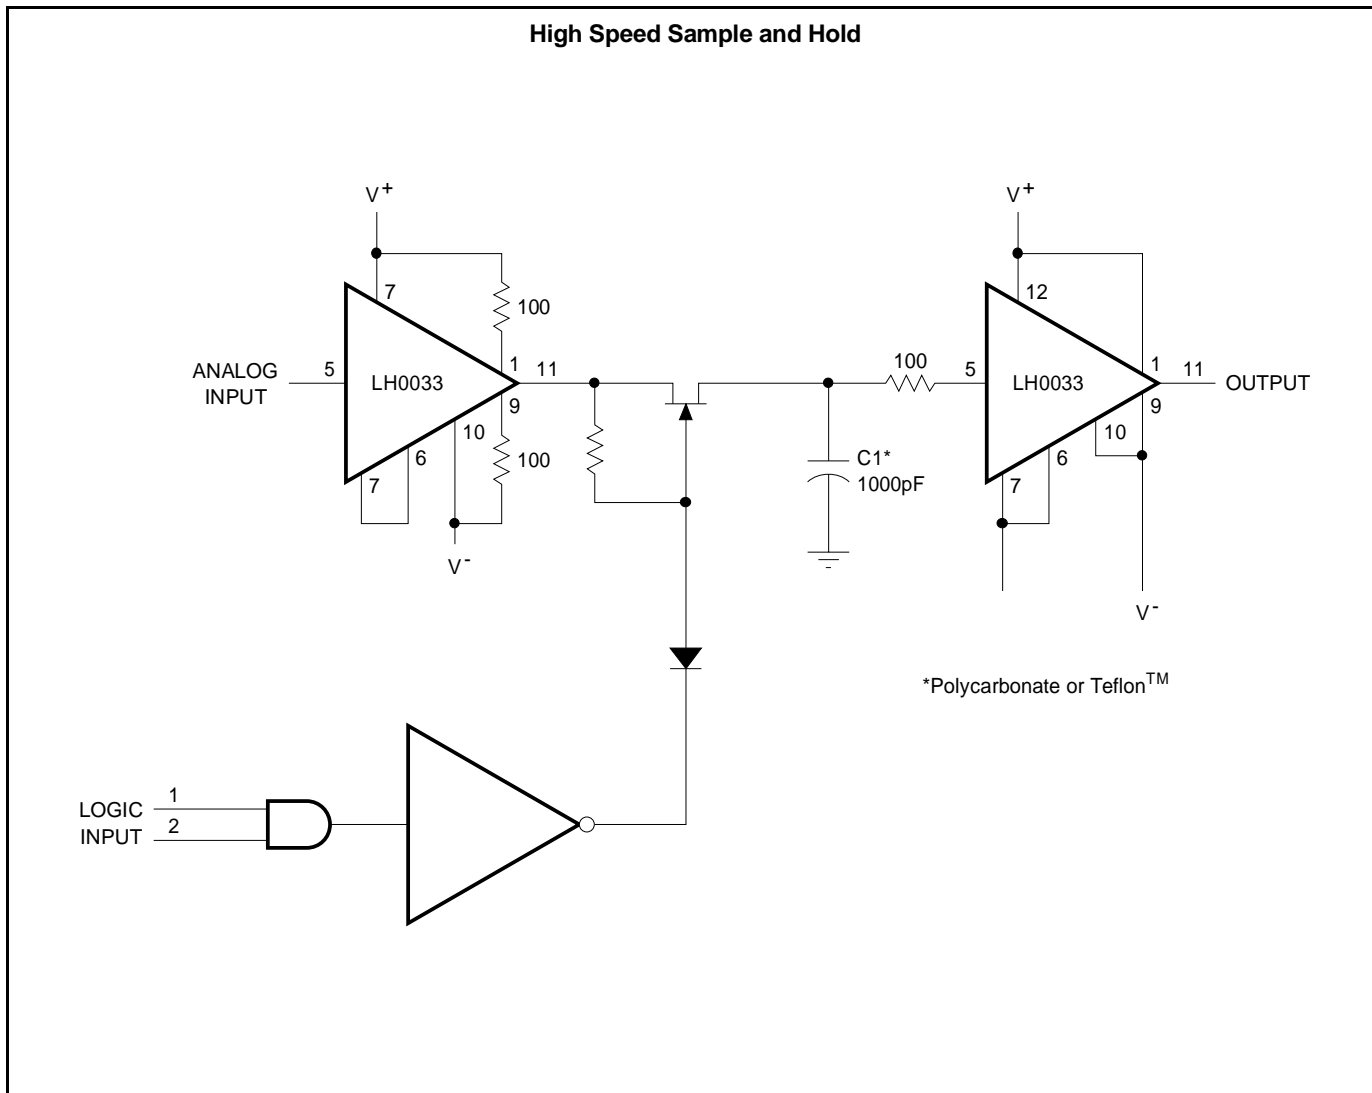 High Speed Sample and Hold
V+
V+
7
12
100
ANALOG
INPUT
5
LH0033
1
11
9
10
6
100
7
V-
100
5
LH0033
1
11
OUTPUT
9
10
6
7
C1*
1000pF
V-
*Polycarbonate or Teflon™
LOGIC
INPUT
1
2